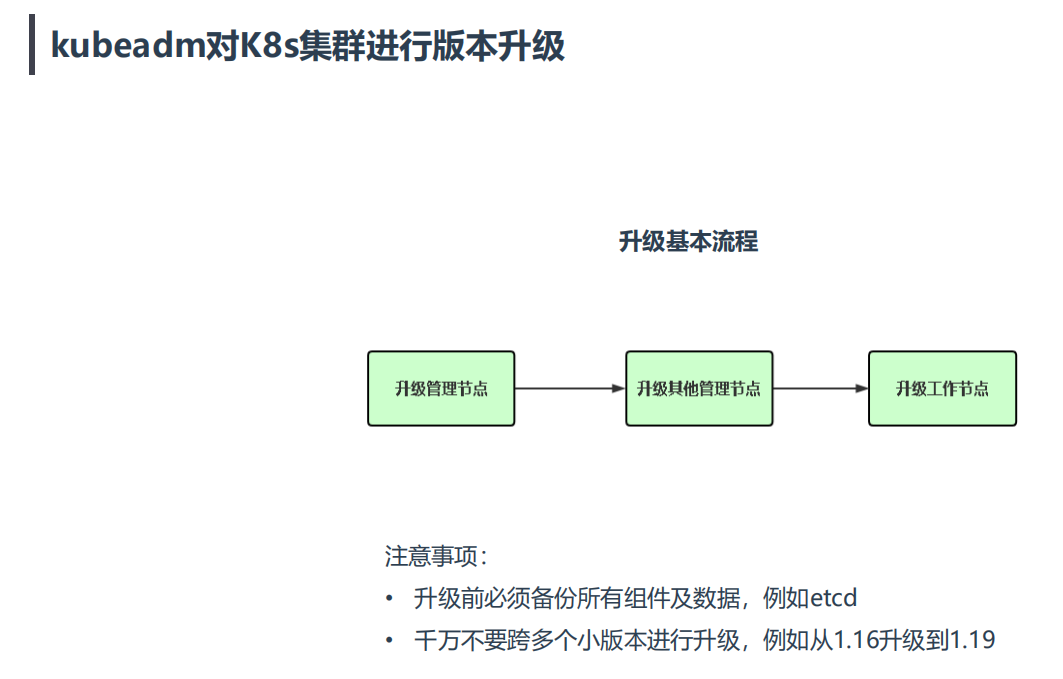 kubeadm对K8s集群进行版本升级
升级基本流程
升级管理节点
升级其他管理节点
升级工作节点
注意事项：
• 升级前必须备份所有组件及数据，例如etcd
• 千万不要跨多个小版本进行升级，例如从1.16升级到1.19